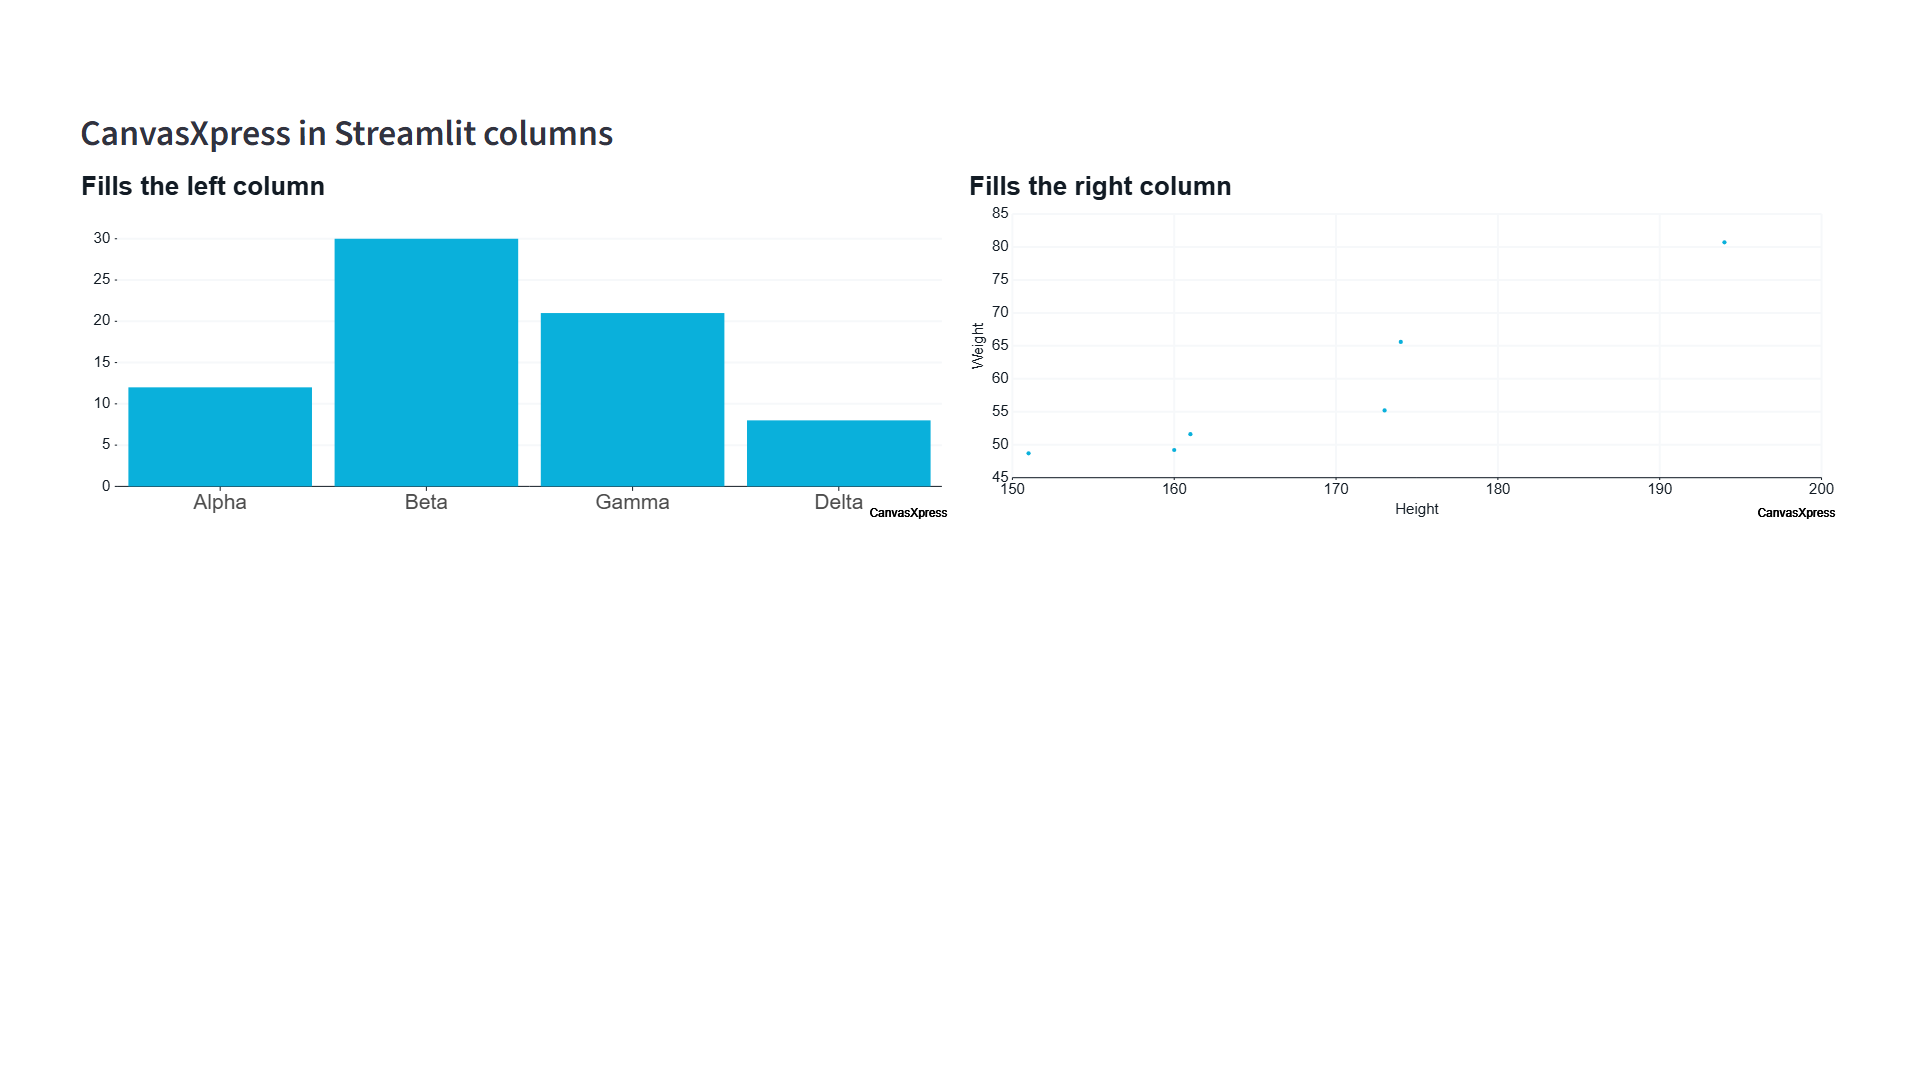 CanvasXpress in Streamlit columns
Fills the left column
30
25
20
15
10
5
0
Alpha Beta Gamma Delta
CanvasXpress
Fills the right column
85
80
75
70
65
60
55
50
45
Weight
150 160 170 180 190 200
Height
CanvasXpress